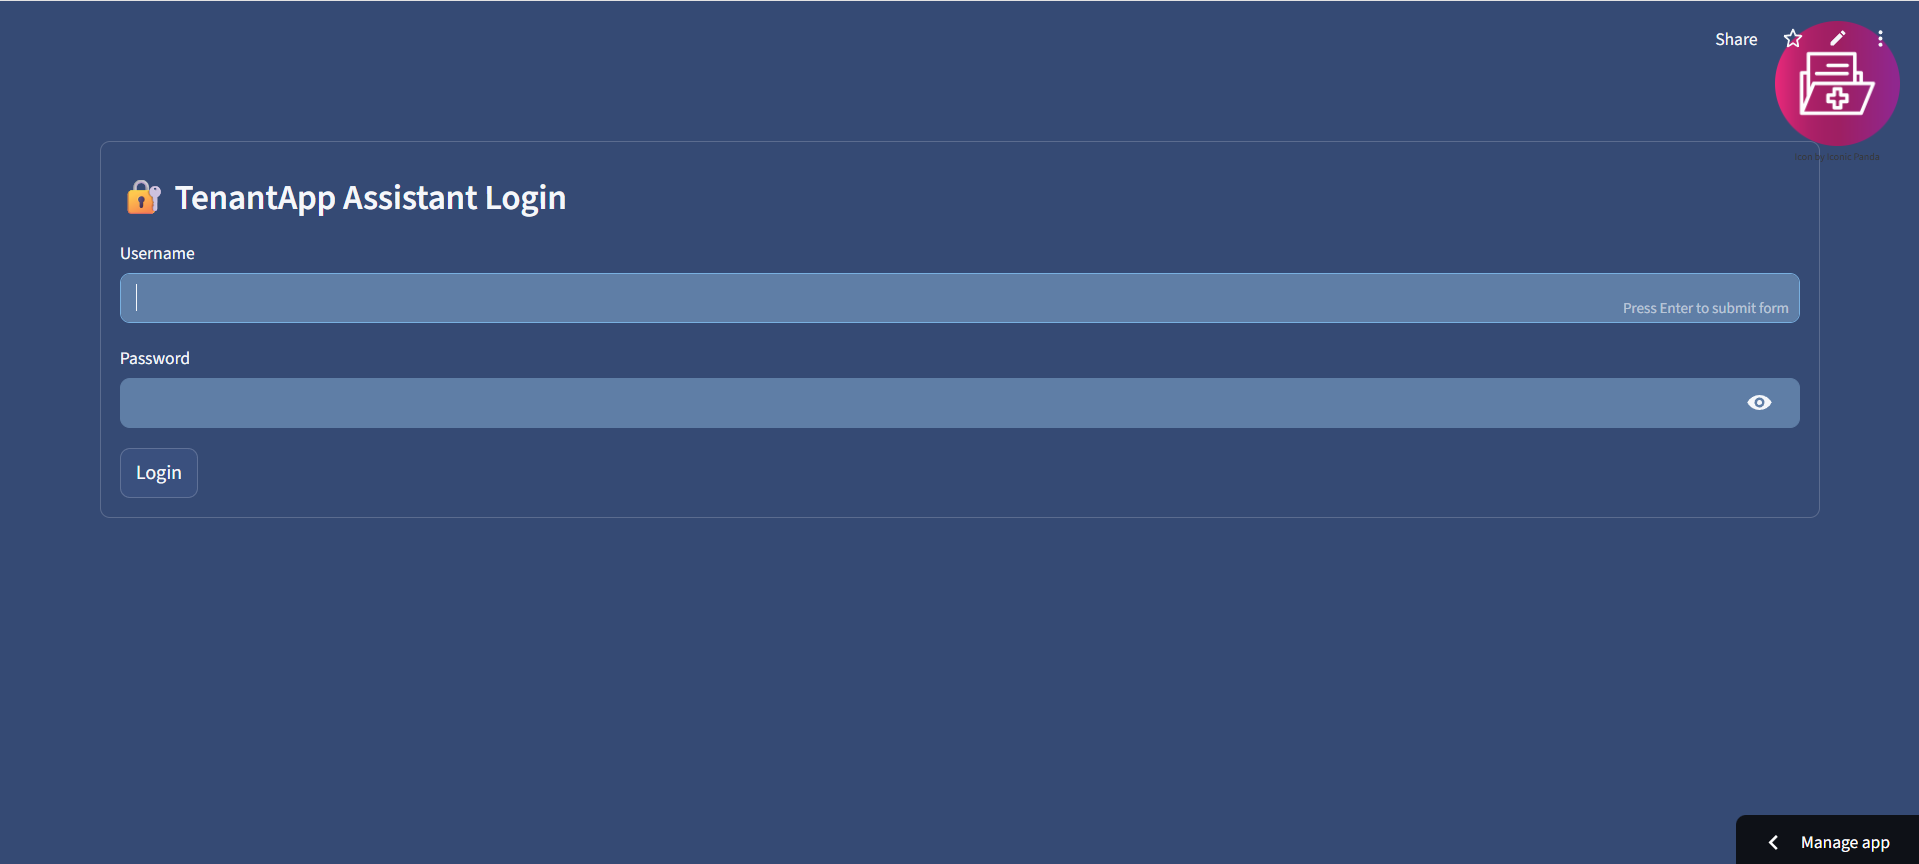 Share
Icon by Iconic Panda
TenantApp Assistant Login
Username
Press Enter to submit form
Password
Login
Manage app